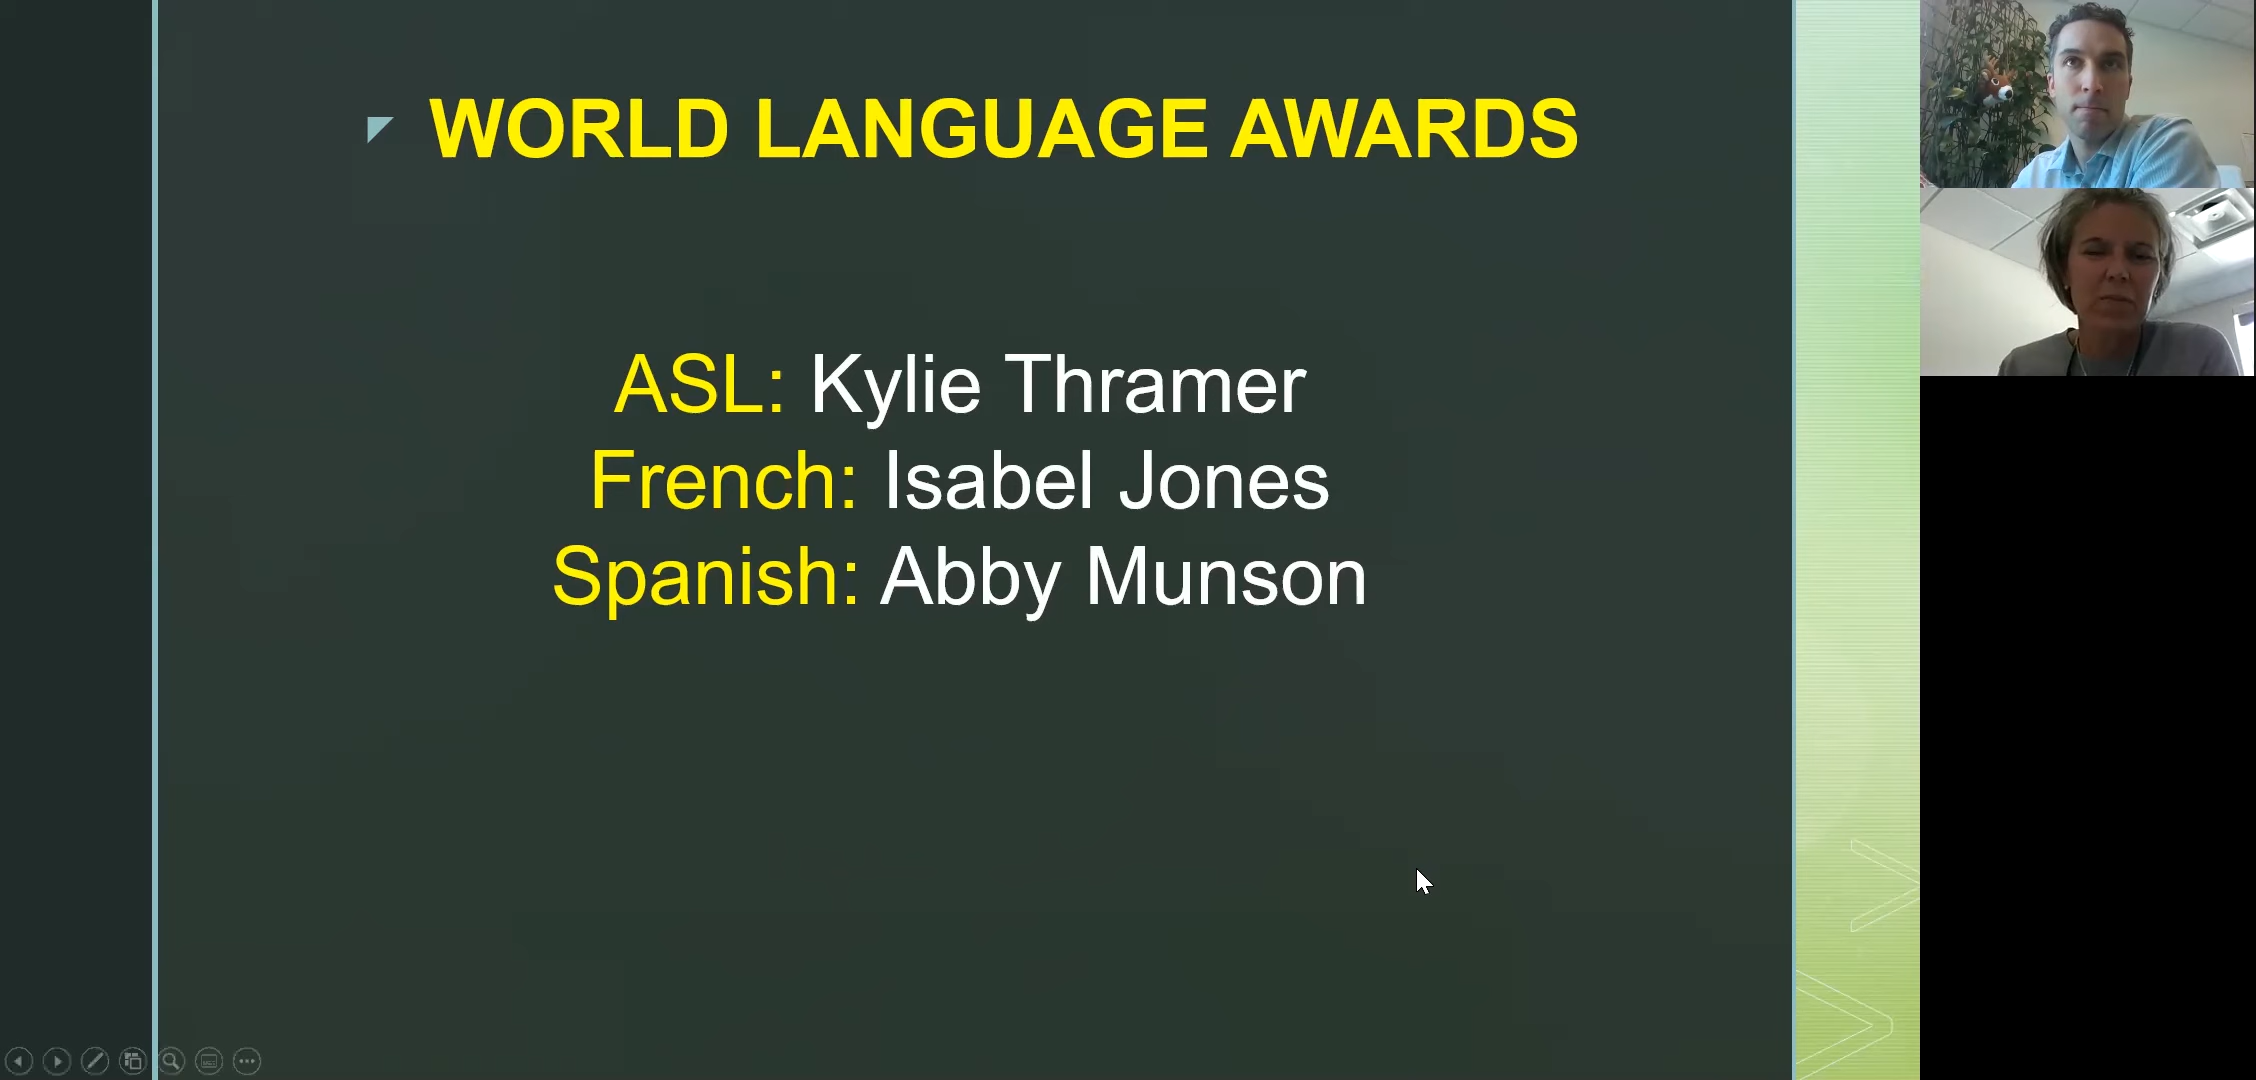 WORLD LANGUAGE AWARDS
ASL: Kylie Thramer
French: Isabel Jones
Spanish: Abby Munson